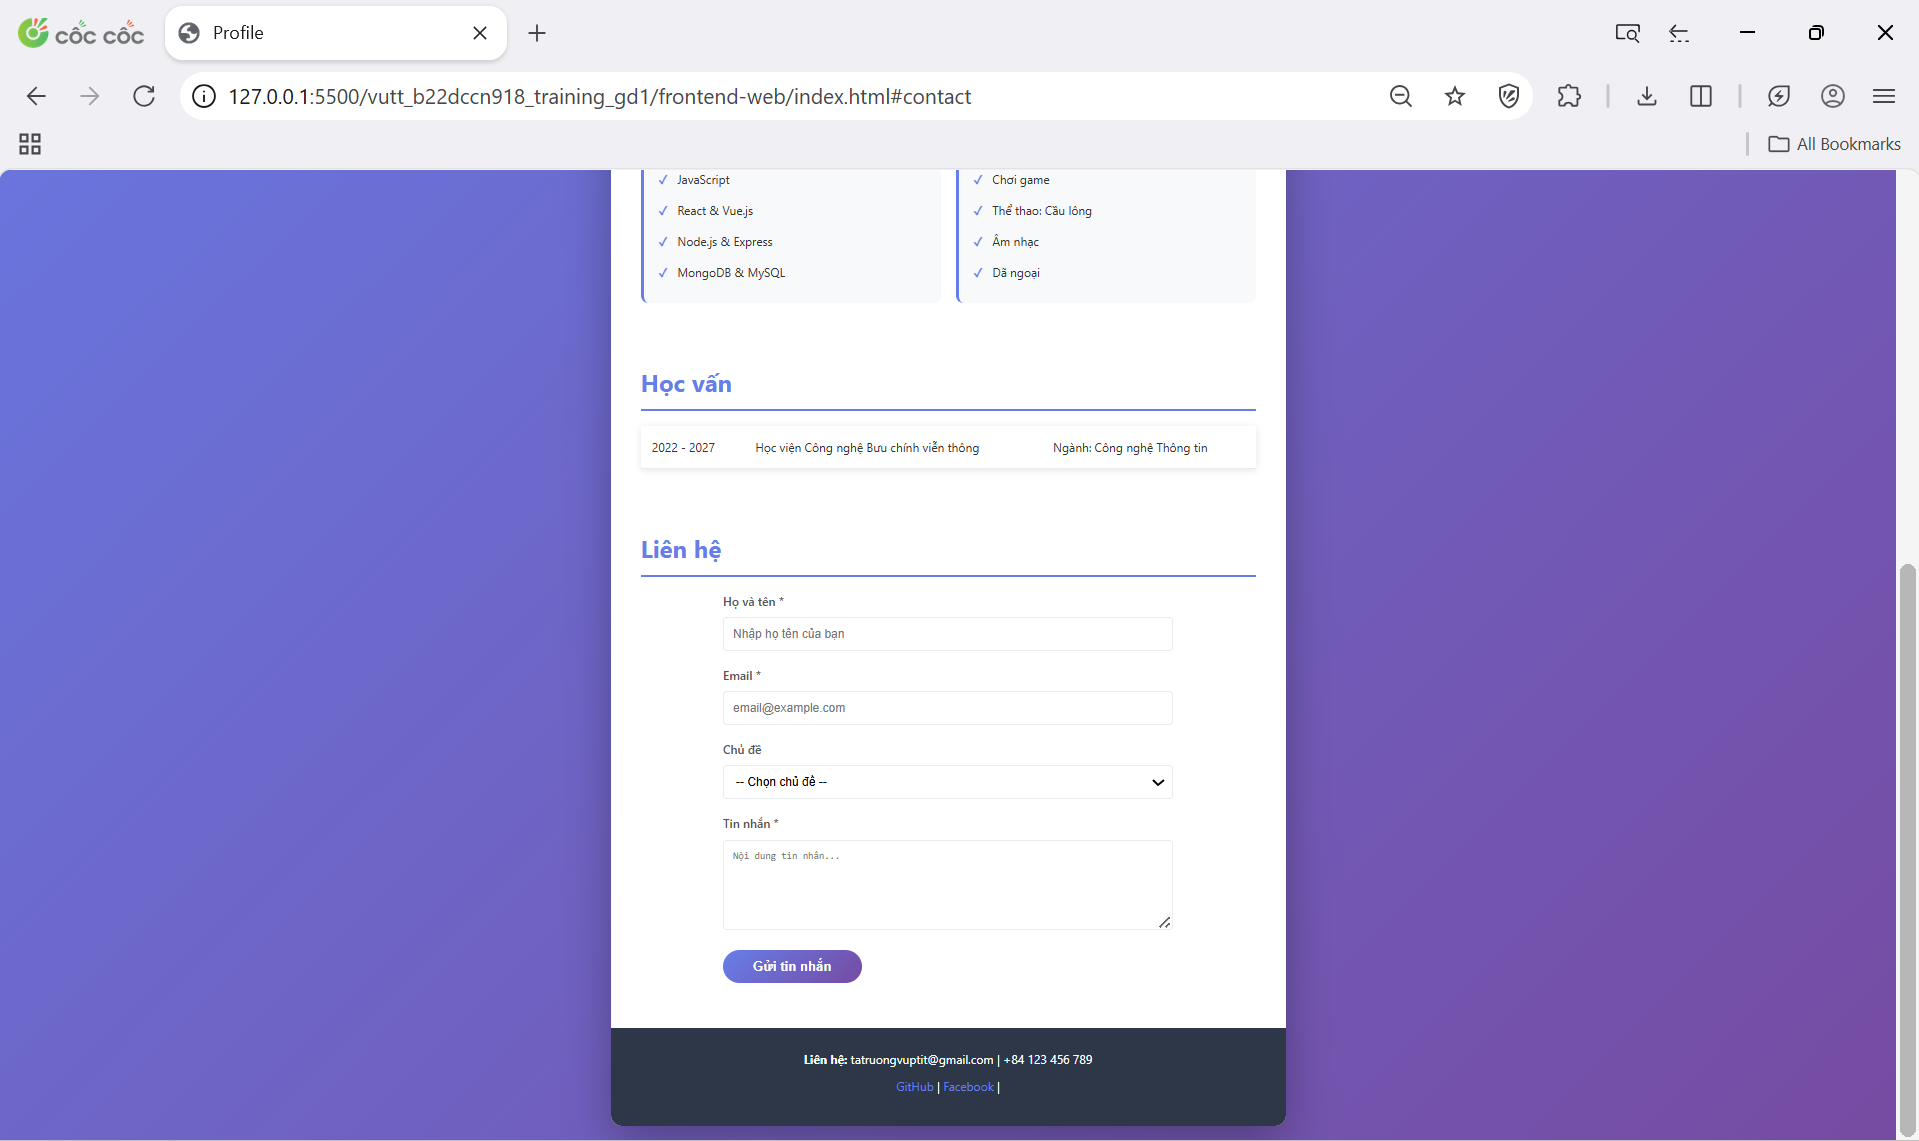 cốc cốc
Profile
127.0.0.1:5500/vutt_b22dccn918_training_gd1/frontend-web/index.html#contact
All Bookmarks
✓ JavaScript
✓ React & Vue.js
✓ Node.js & Express
✓ MongoDB & MySQL
✓ Chơi game
✓ Thể thao: Cầu lông
✓ Âm nhạc
✓ Dã ngoại
Học vấn
2022 - 2027 Học viện Công nghệ Bưu chính viễn thông Ngành: Công nghệ Thông tin
Liên hệ
Họ và tên *
Nhập họ tên của bạn
Email *
email@example.com
Chủ đề
-- Chọn chủ đề --
Tin nhắn *
Nội dung tin nhắn...
Gửi tin nhắn
Liên hệ: tatruongvuptit@gmail.com | +84 123 456 789
GitHub | Facebook |